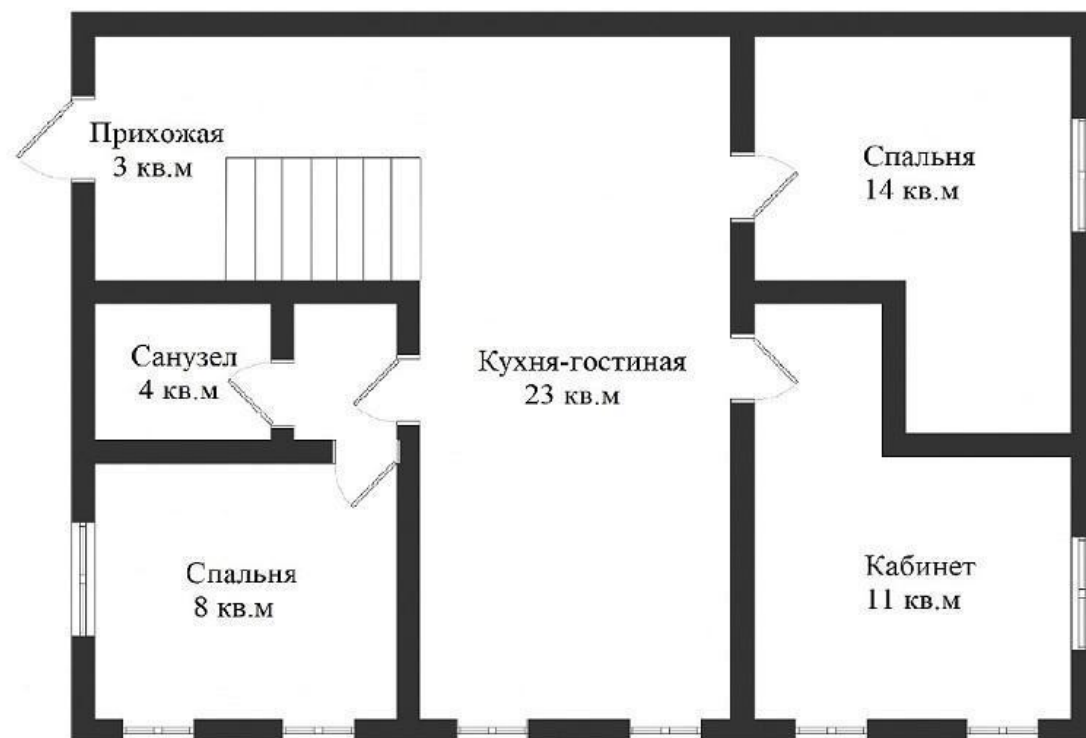 Прихожая
3 кв.м
Спальня
14 кв.м
Санузел
4 кв.м
Кухня-гостиная
23 кв.м
Спальня
8 кв.м
Кабинет
11 кв.м